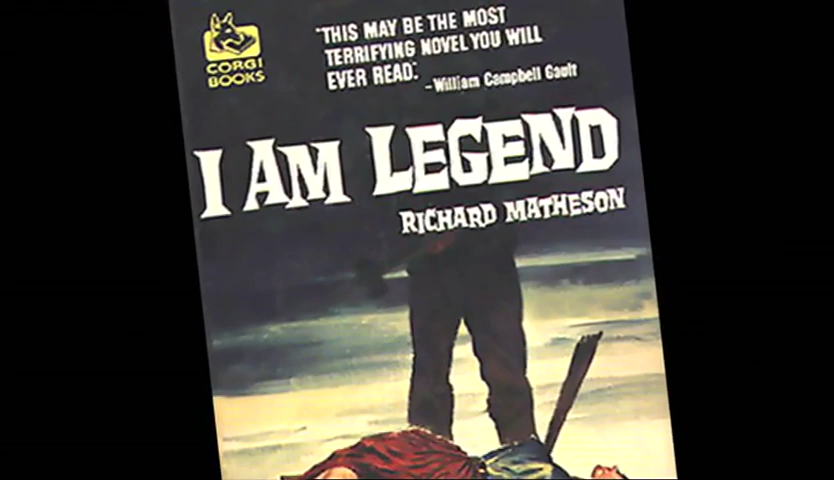 CORGI
BOOKS
"THIS MAY BE THE MOST
TERRIFYING NOVEL YOU WILL
EVER READ."
-William Campbell Gault
I AM LEGEND
RICHARD MATHESON